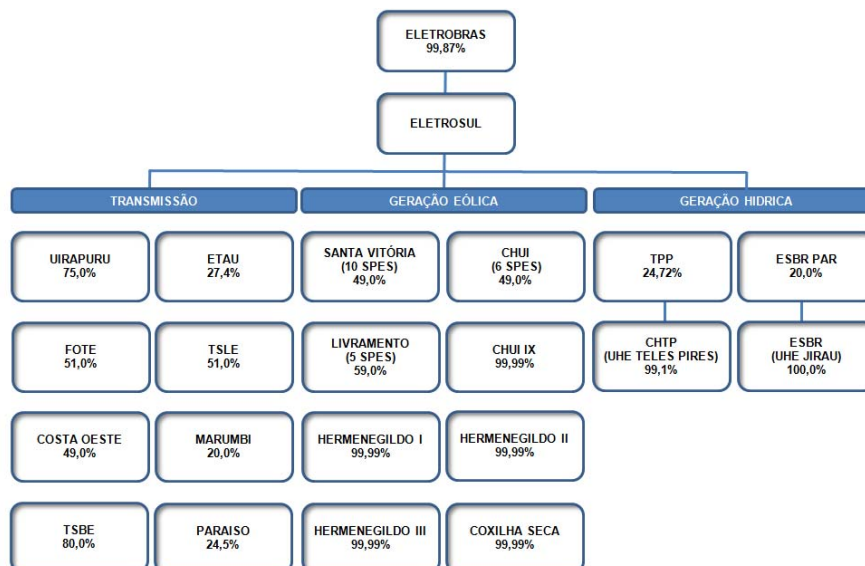 ELETROBRAS
99,87%
ELETROSUL
TRANSMISSÃO
GERAÇÃO EÓLICA
GERAÇÃO HIDRICA
UIRAPURU
75,0%
ETAU
27,4%
SANTA VITÓRIA
(10 SPES)
49,0%
CHUI
(6 SPES)
49,0%
TPP
24,72%
ESBR PAR
20,0%
FOTE
51,0%
TSLE
51,0%
LIVRAMENTO
(5 SPES)
59,0%
CHUI IX
99,99%
CHTP
(UHE TELES PIRES)
99,1%
ESBR
(UHE JIRAU)
100,0%
COSTA OESTE
49,0%
MARUMBI
20,0%
HERMENEGILDO I
99,99%
HERMENEGILDO II
99,99%
TSBE
80,0%
PARAISO
24,5%
HERMENEGILDO III
99,99%
COXILHA SECA
99,99%